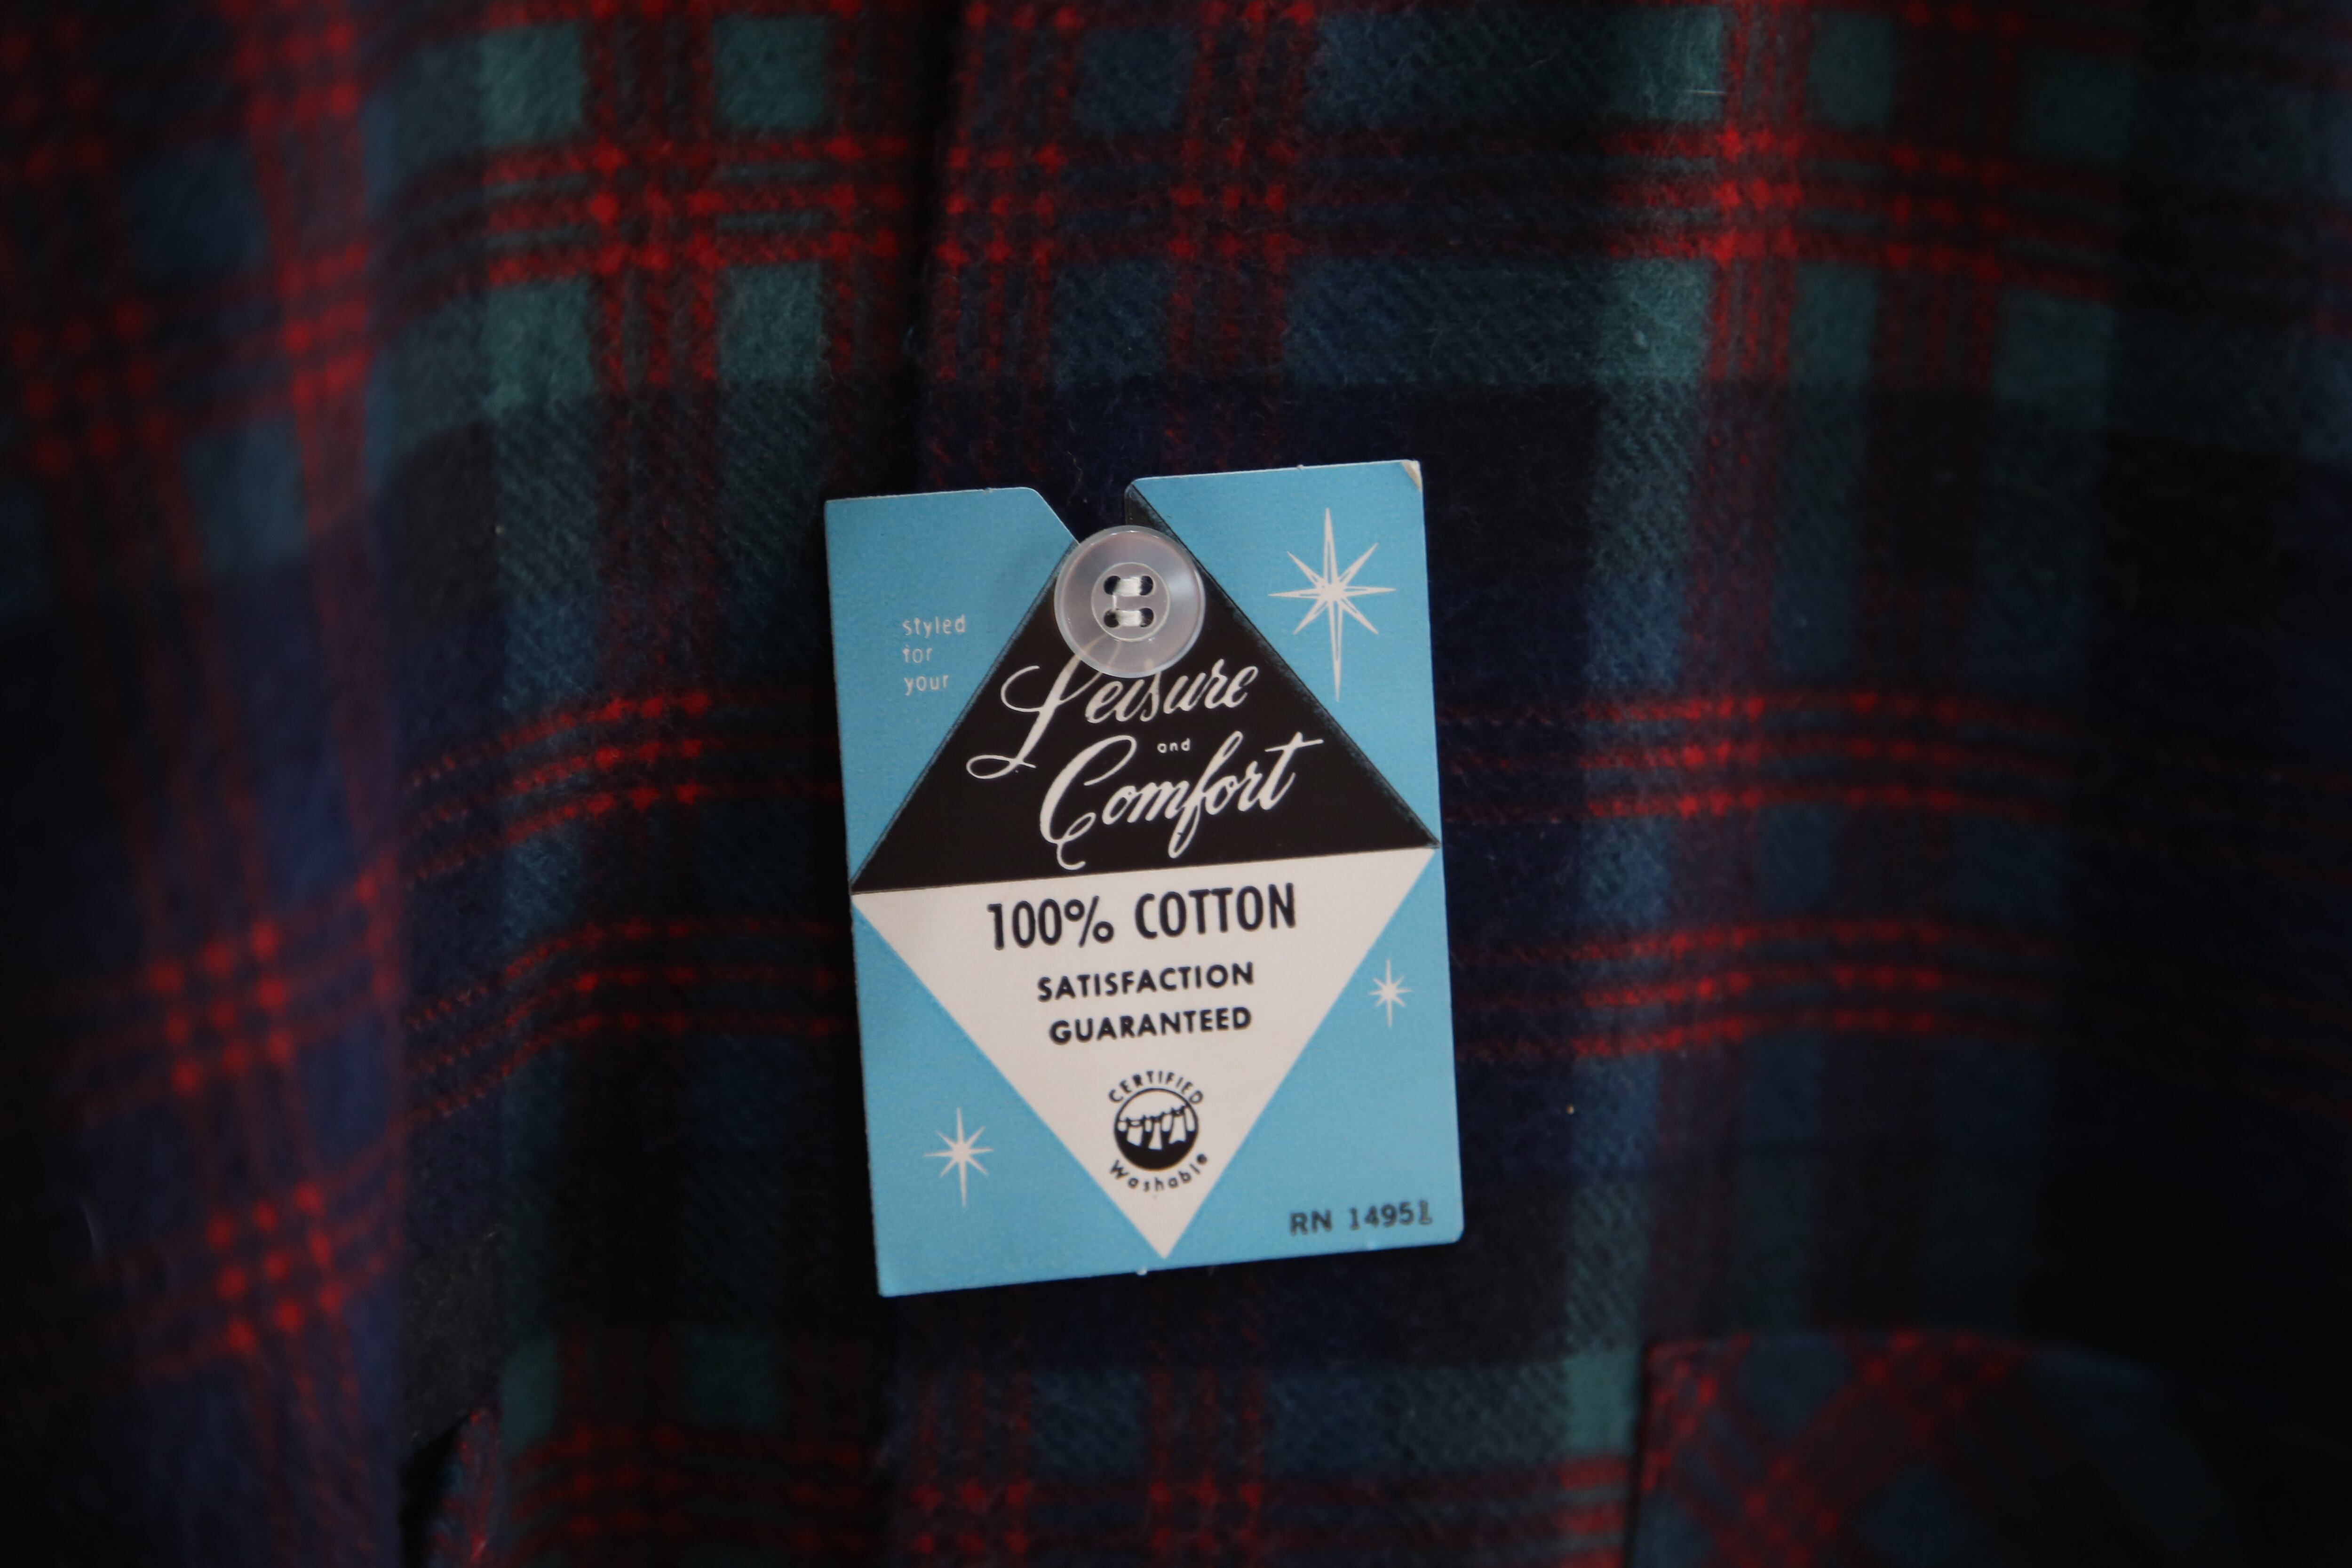 styled
for
your
Leisure
and
Comfort
100% COTTON
SATISFACTION
GUARANTEED
CERTIFIED
Washable
RN 14951